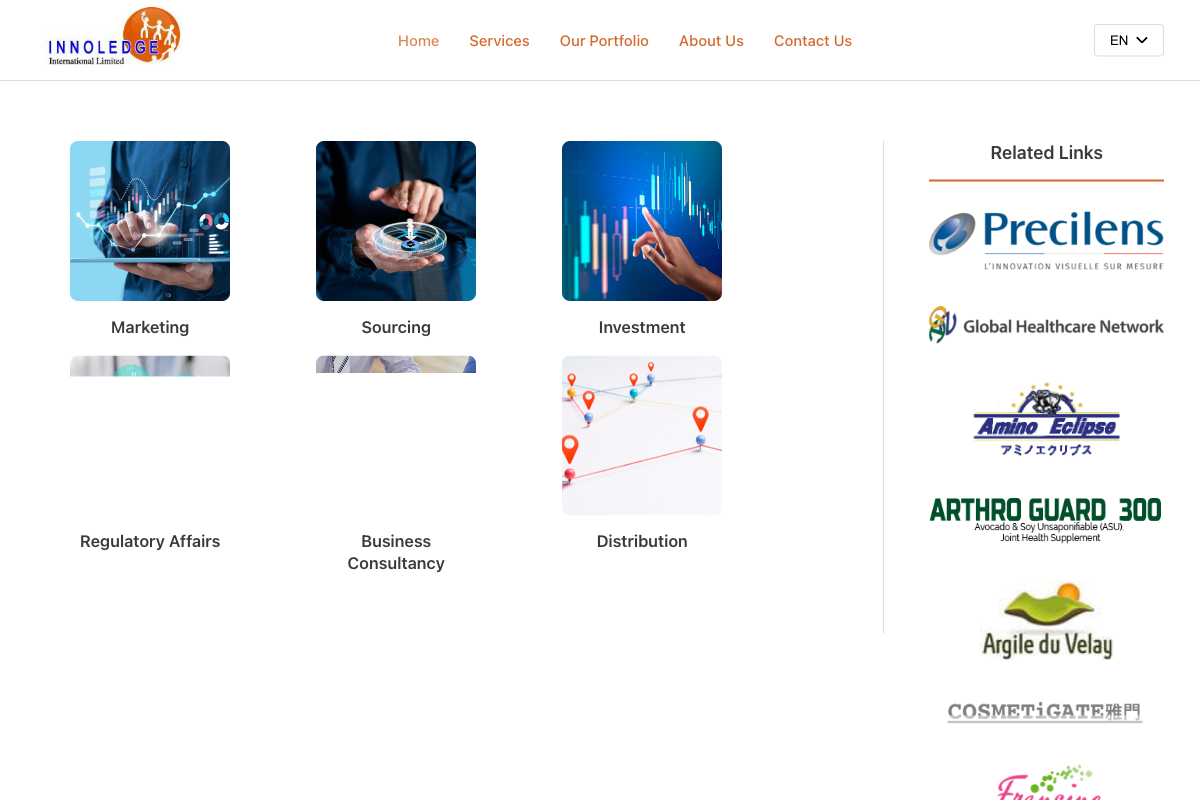 INNOLEDGE
International Limited
Home
Services
Our Portfolio
About Us
Contact Us
EN
Marketing
Sourcing
Investment
Regulatory Affairs
Business
Consultancy
Distribution
Related Links
Precilens
L'INNOVATION VISUELLE SUR MESURE
Global Healthcare Network
Amino Eclipse
アミノエクリプス
ARTHRO GUARD 300
Avocado & Soy Unsaponifiable (ASU)
Joint Health Supplement
Argile du Velay
COSMETiGATE雅門
Francine